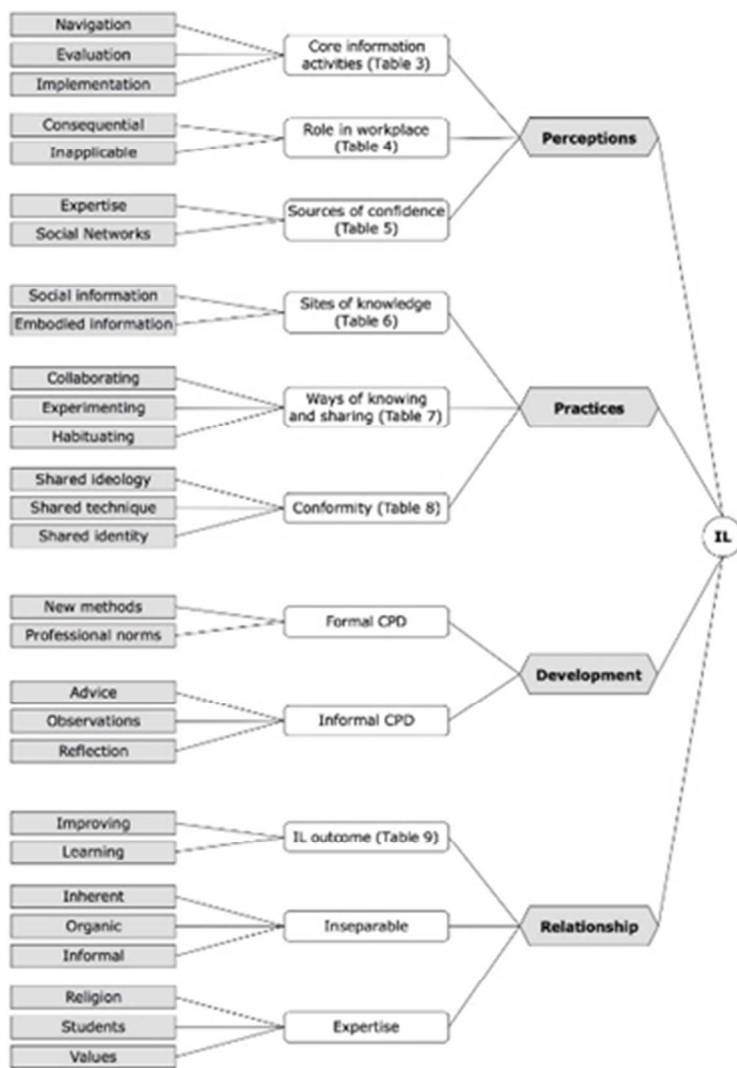 Navigation
Evaluation
Implementation
Core information
activities (Table 3)
Consequential
Inapplicable
Role in workplace
(Table 4)
Expertise
Social Networks
Sources of confidence
(Table 5)
Perceptions
Social information
Embodied information
Sites of knowledge
(Table 6)
Collaborating
Experimenting
Habituating
Ways of knowing
and sharing (Table 7)
Shared ideology
Shared technique
Shared identity
Conformity (Table 8)
Practices
New methods
Professional norms
Formal CPD
Advice
Observations
Reflection
Informal CPD
Development
Improving
Learning
IL outcome (Table 9)
Inherent
Organic
Informal
Inseparable
Religion
Students
Values
Expertise
Relationship
IL